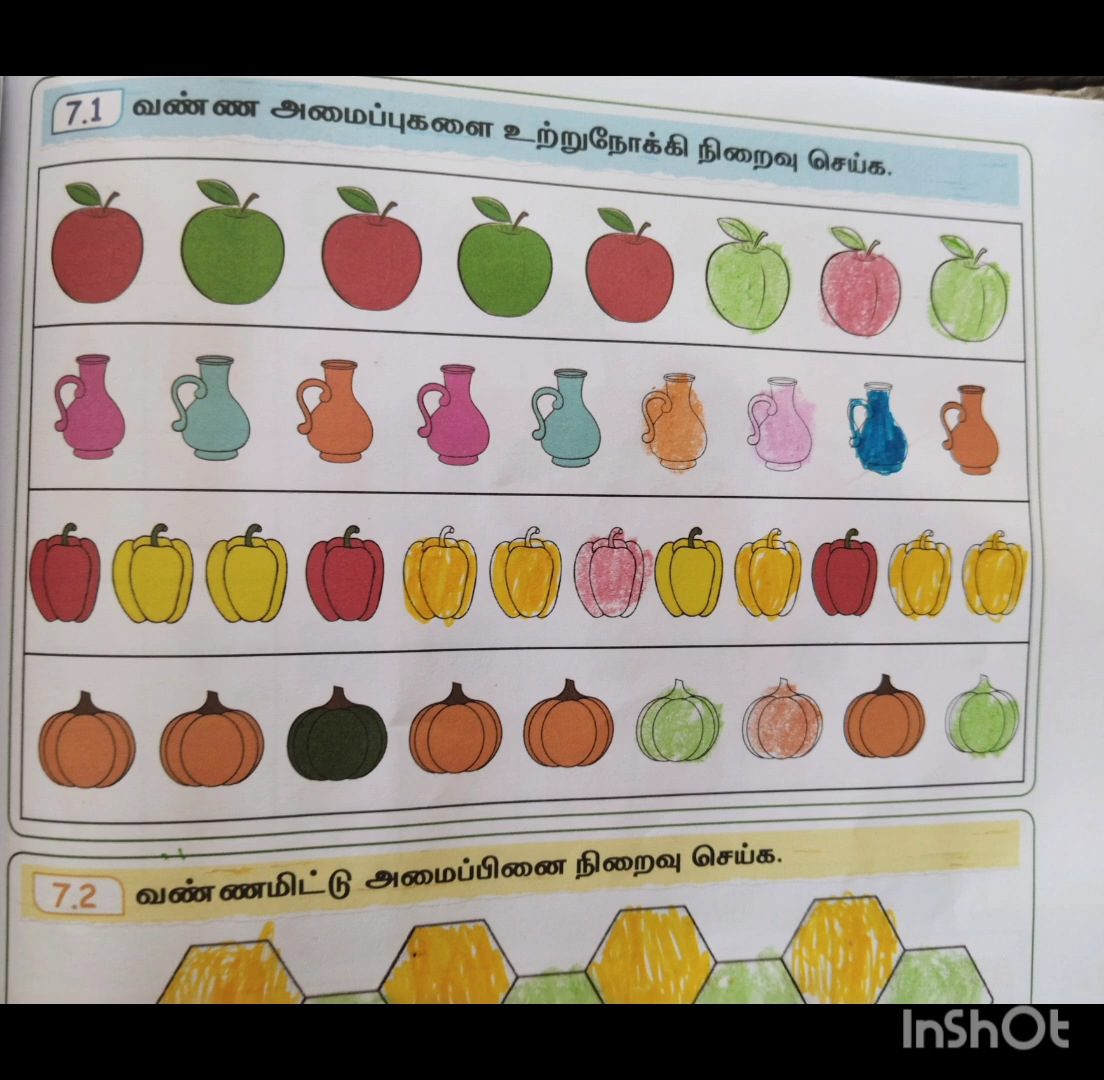 7.1 வண்ண அமைப்புகளை உற்றுநோக்கி நிறைவு செய்க.
7.2 வண்ணமிட்டு அமைப்பினை நிறைவு செய்க.
InShOt